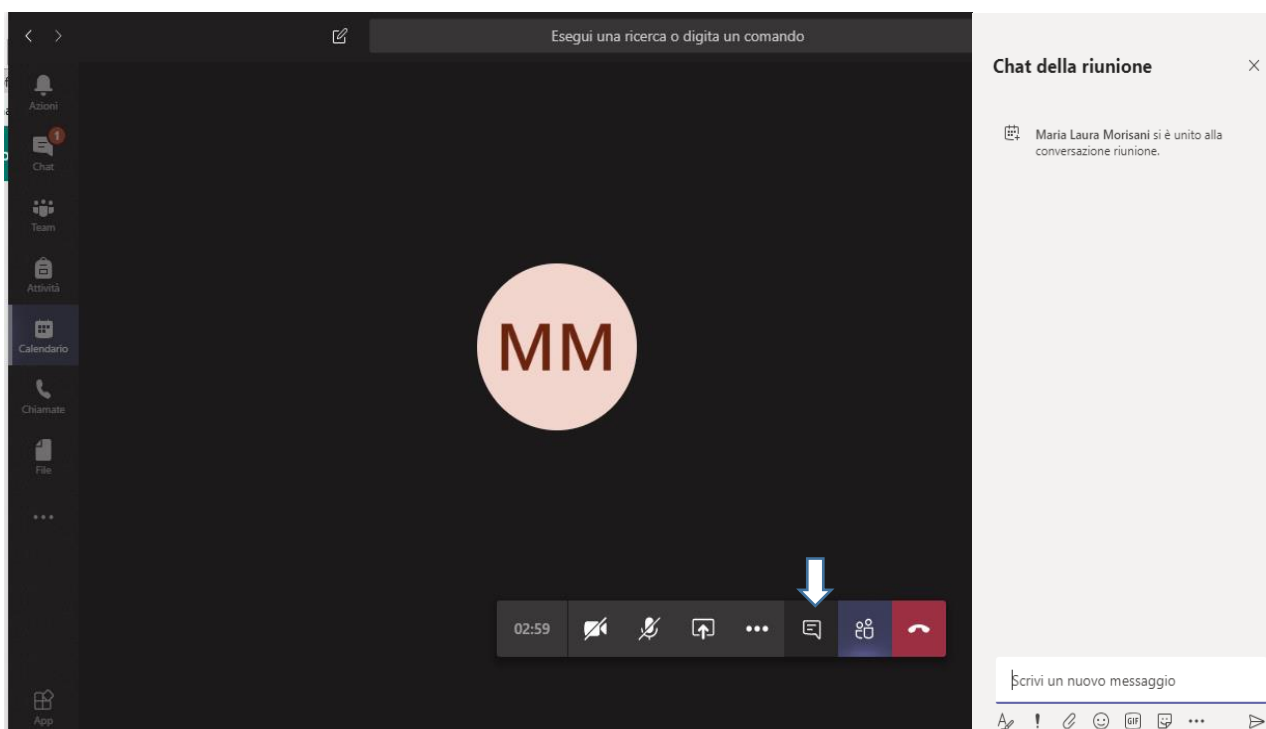 Esegui una ricerca o digita un comando
Azioni
1
Chat
Team
Attività
Calendario
Chiamate
File
App
MM
02:59
Chat della riunione
Maria Laura Morisani si è unito alla
conversazione riunione.
Scrivi un nuovo messaggio
GIF